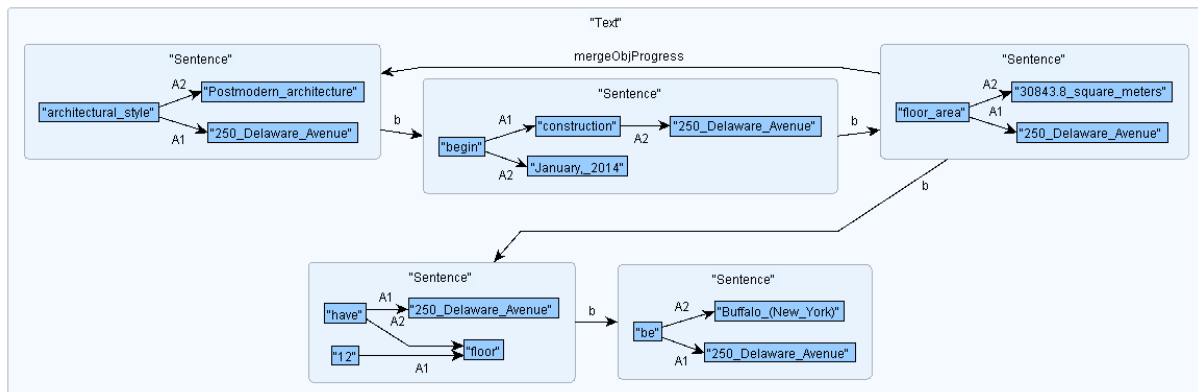 "Text"
"Sentence"
"architectural_style"
A2
"Postmodern_architecture"
A1
"250_Delaware_Avenue"
b
mergeObjProgress
"Sentence"
"begin"
A1
"construction"
A2
"250_Delaware_Avenue"
A2
"January,_2014"
b
"Sentence"
"floor_area"
A2
"30843.8_square_meters"
A1
"250_Delaware_Avenue"
b
"Sentence"
"have"
A1
"250_Delaware_Avenue"
A2
"floor"
"12"
A1
b
"Sentence"
"be"
A2
"Buffalo_(New_York)"
A1
"250_Delaware_Avenue"